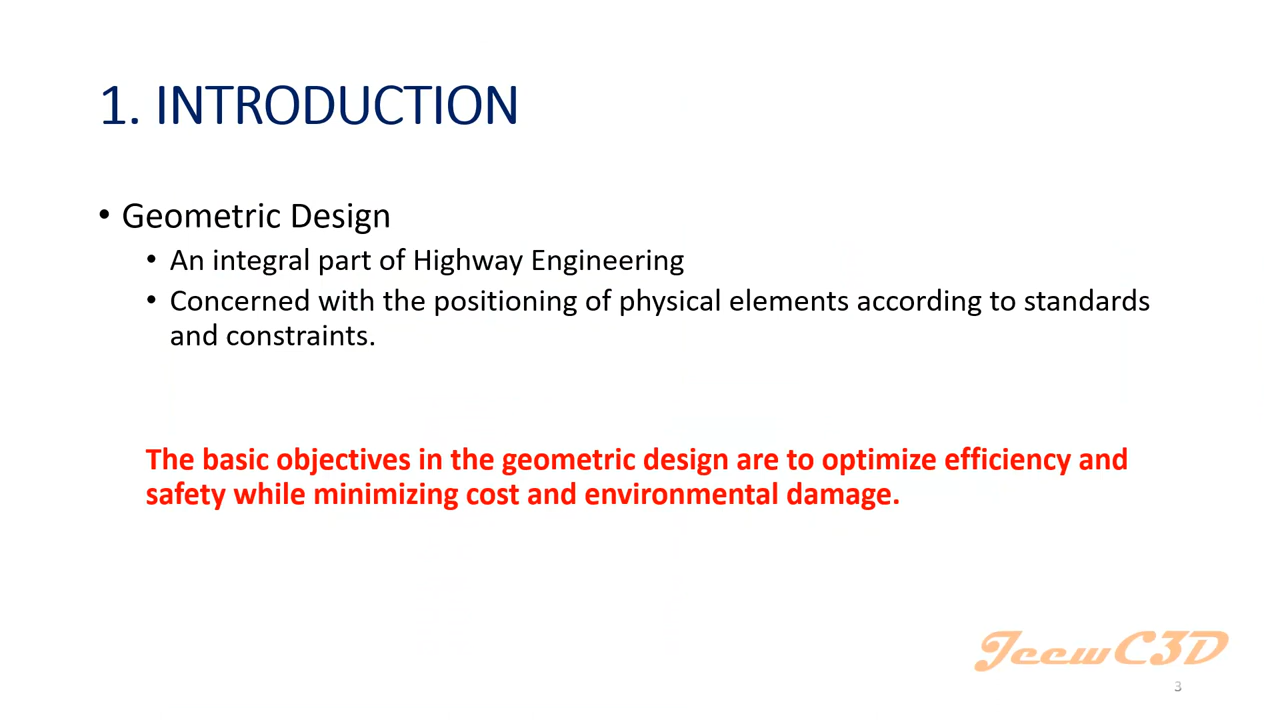 1. INTRODUCTION
• Geometric Design
• An integral part of Highway Engineering
• Concerned with the positioning of physical elements according to standards
and constraints.
The basic objectives in the geometric design are to optimize efficiency and
safety while minimizing cost and environmental damage.
JeewC3D
3